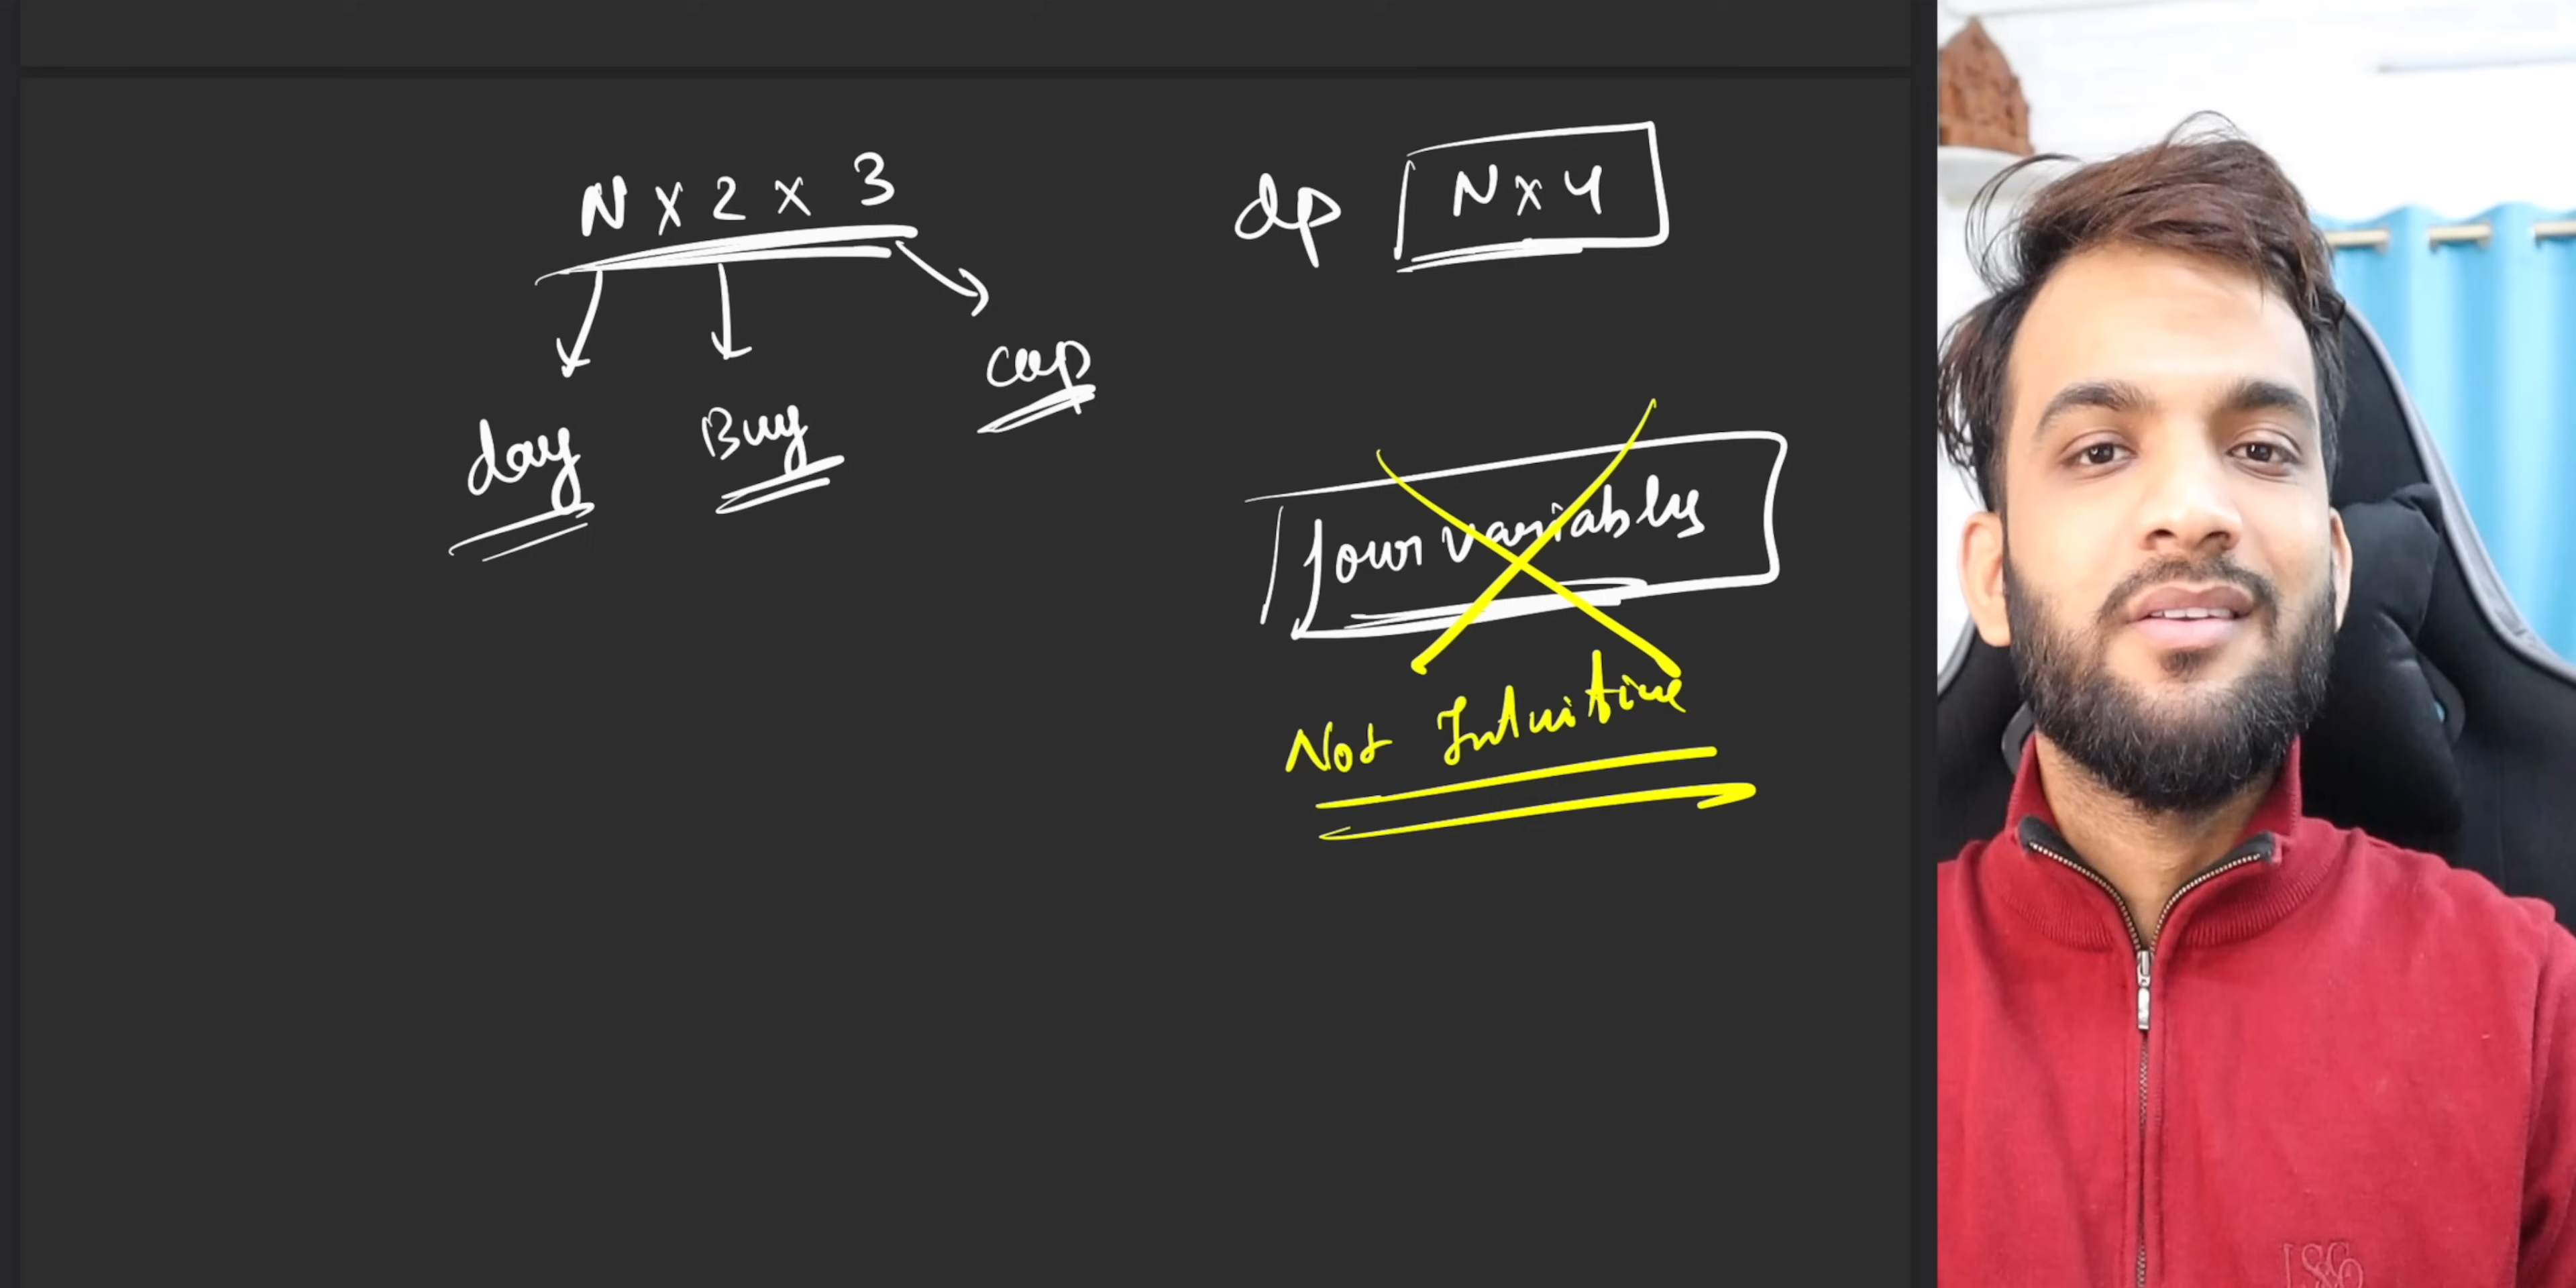 N x 2 x 3
day
Buy
cap
dp N x 4
four variables
Not Intuitive